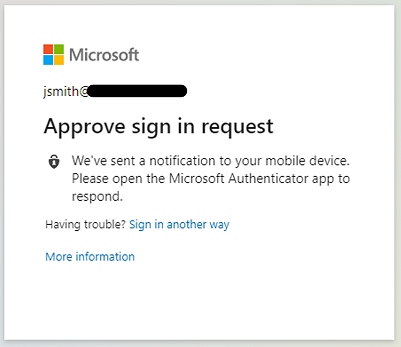 Microsoft
jsmith@
Approve sign in request
We've sent a notification to your mobile device.
Please open the Microsoft Authenticator app to
respond.
Having trouble? Sign in another way
More information